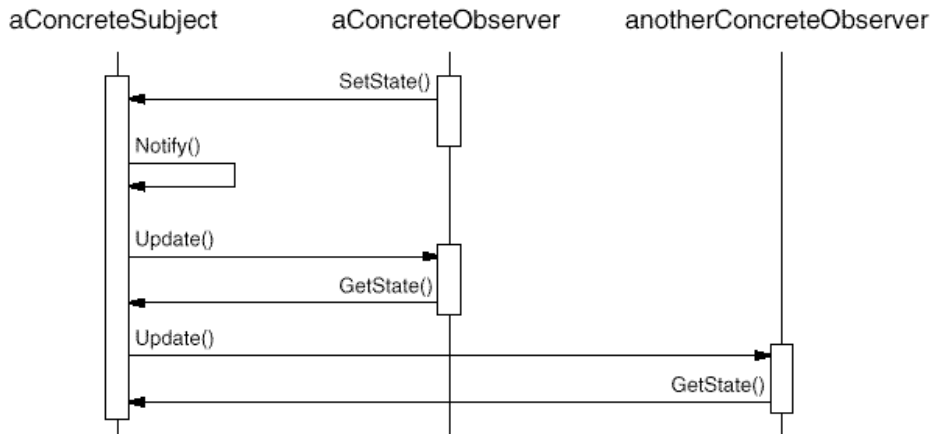 aConcreteSubject
aConcreteObserver
anotherConcreteObserver
SetState()
Notify()
Update()
GetState()
Update()
GetState()